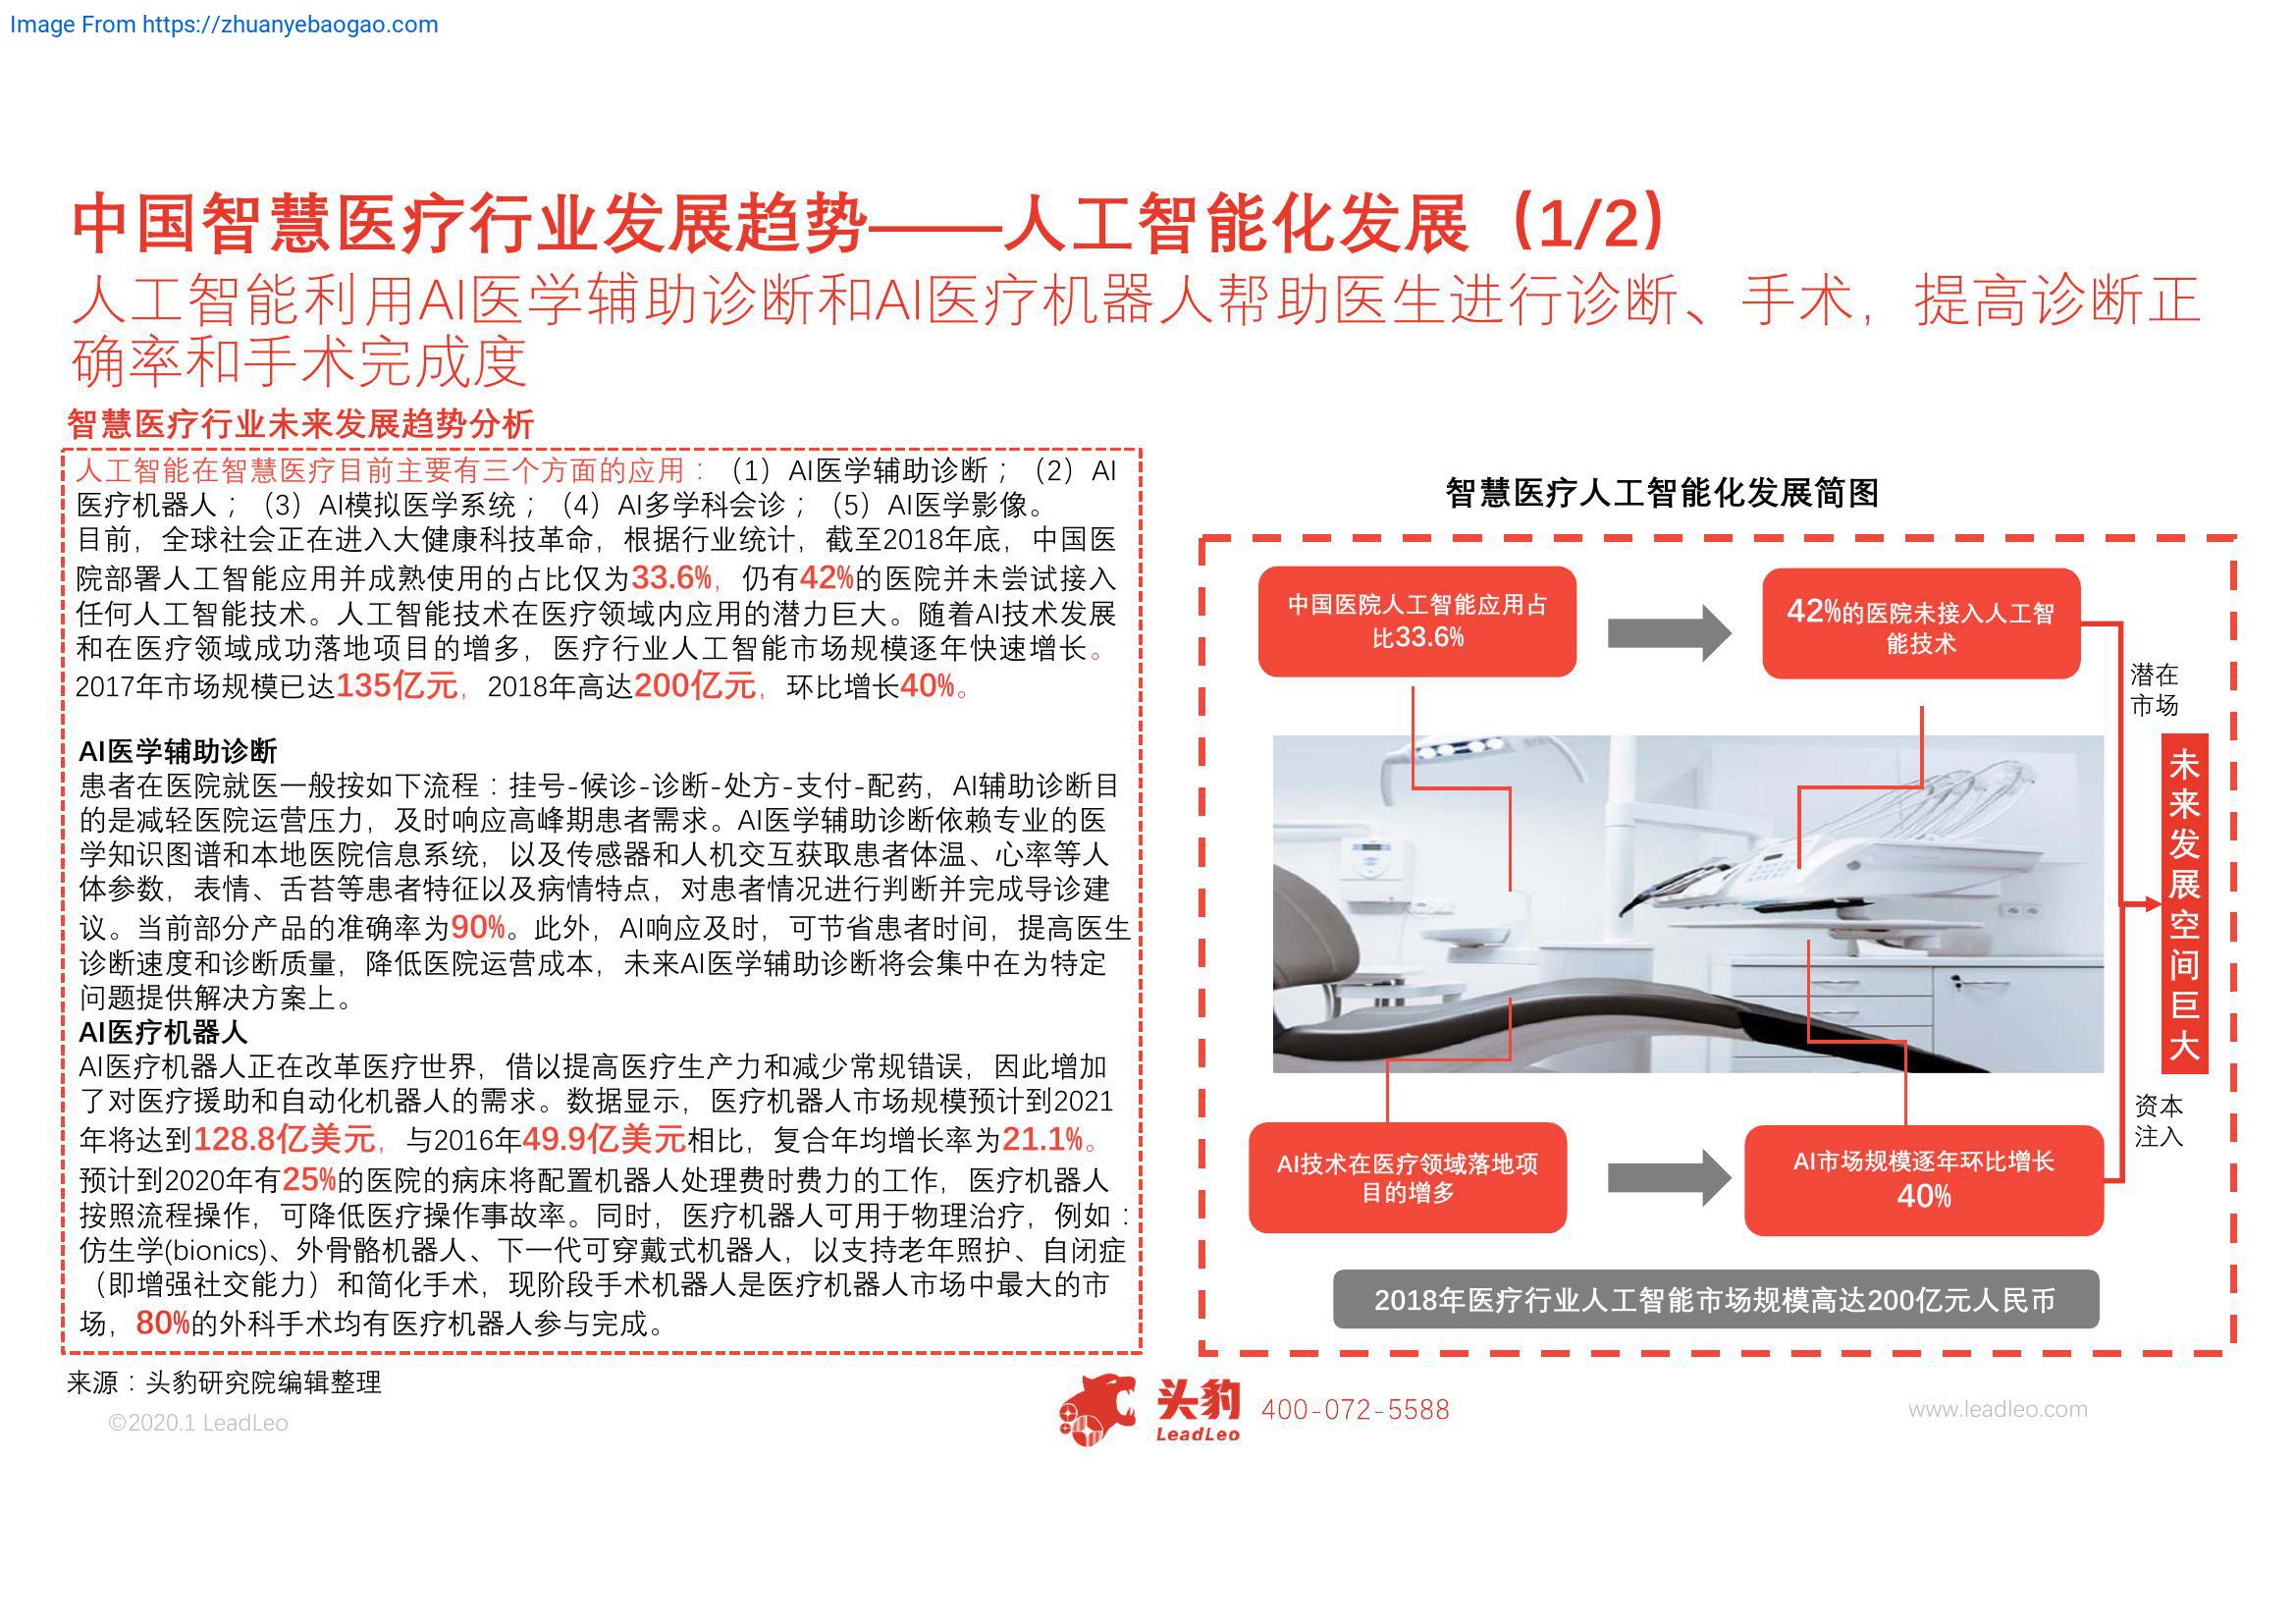 Image From https://zhuanyebaogao.com
中国智慧医疗行业发展趋势——人工智能化发展（1/2）
人工智能利用AI医学辅助诊断和AI医疗机器人帮助医生进行诊断、手术，提高诊断正
确率和手术完成度
智慧医疗行业未来发展趋势分析
人工智能在智慧医疗目前主要有三个方面的应用：（1）AI医学辅助诊断；（2）AI
医疗机器人；（3）AI模拟医学系统；（4）AI多学科会诊；（5）AI医学影像。
目前，全球社会正在进入大健康科技革命，根据行业统计，截至2018年底，中国医
院部署人工智能应用并成熟使用的占比仅为33.6%，仍有42%的医院并未尝试接入
任何人工智能技术。人工智能技术在医疗领域内应用的潜力巨大。随着AI技术发展
和在医疗领域成功落地项目的增多，医疗行业人工智能市场规模逐年快速增长。
2017年市场规模已达135亿元，2018年高达200亿元，环比增长40%。
AI医学辅助诊断
患者在医院就医一般按如下流程：挂号-候诊-诊断-处方-支付-配药，AI辅助诊断目
的是减轻医院运营压力，及时响应高峰期患者需求。AI医学辅助诊断依赖专业的医
学知识图谱和本地医院信息系统，以及传感器和人机交互获取患者体温、心率等人
体参数，表情、舌苔等患者特征以及病情特点，对患者情况进行判断并完成导诊建
议。当前部分产品的准确率为90%。此外，AI响应及时，可节省患者时间，提高医生
诊断速度和诊断质量，降低医院运营成本，未来AI医学辅助诊断将会集中在为特定
问题提供解决方案上。
AI医疗机器人
AI医疗机器人正在改革医疗世界，借以提高医疗生产力和减少常规错误，因此增加
了对医疗援助和自动化机器人的需求。数据显示，医疗机器人市场规模预计到2021
年将达到128.8亿美元，与2016年49.9亿美元相比，复合年均增长率为21.1%。
预计到2020年有25%的医院的病床将配置机器人处理费时费力的工作，医疗机器人
按照流程操作，可降低医疗操作事故率。同时，医疗机器人可用于物理治疗，例如：
仿生学(bionics)、外骨骼机器人、下一代可穿戴式机器人，以支持老年照护、自闭症
（即增强社交能力）和简化手术，现阶段手术机器人是医疗机器人市场中最大的市
场，80%的外科手术均有医疗机器人参与完成。
智慧医疗人工智能化发展简图
中国医院人工智能应用占
比33.6%
42%的医院未接入人工智
能技术
潜在
市场
未来发展空间巨大
资本
注入
AI技术在医疗领域落地项
目的增多
AI市场规模逐年环比增长
40%
2018年医疗行业人工智能市场规模高达200亿元人民币
来源：头豹研究院编辑整理
©2020.1 LeadLeo
头豹
LeadLeo
400-072-5588
www.leadleo.com